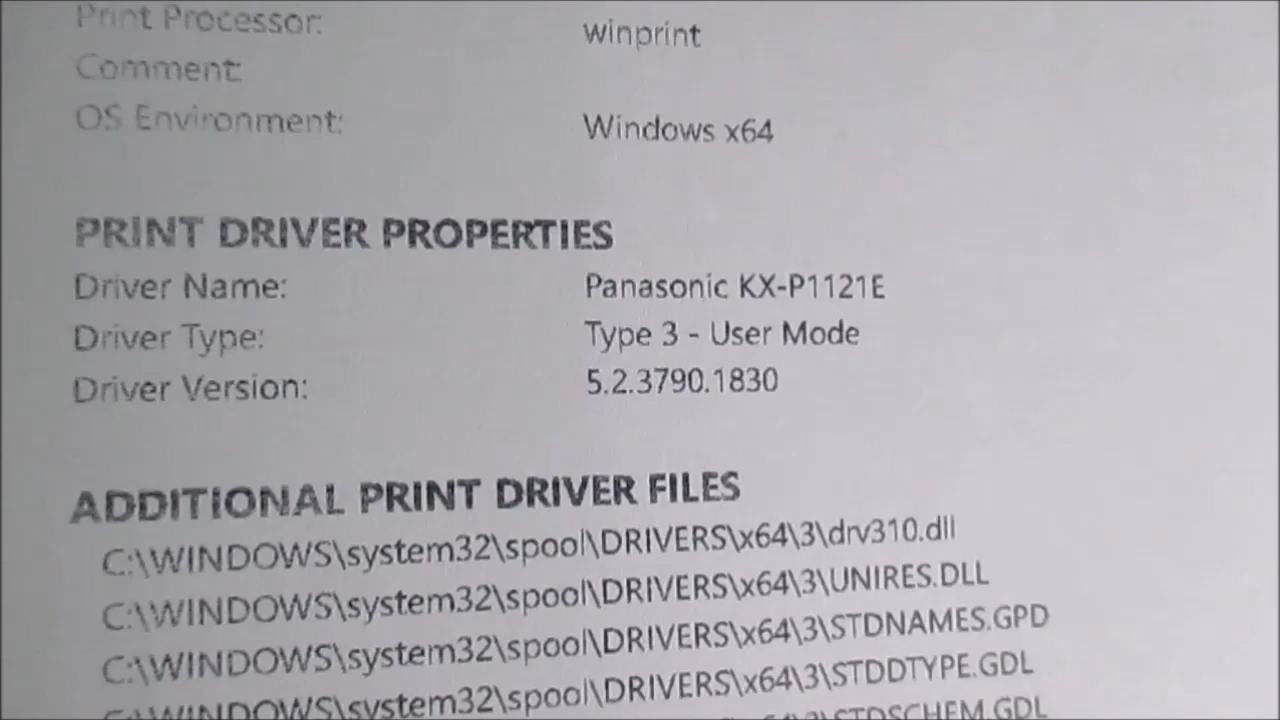 Print Processor: winprint
Comment:
OS Environment: Windows x64
PRINT DRIVER PROPERTIES
Driver Name: Panasonic KX-P1121E
Driver Type: Type 3 - User Mode
Driver Version: 5.2.3790.1830
ADDITIONAL PRINT DRIVER FILES
C:\WINDOWS\system32\spool\DRIVERS\x64\3\drv310.dll
C:\WINDOWS\system32\spool\DRIVERS\x64\3\UNIRES.DLL
C:\WINDOWS\system32\spool\DRIVERS\x64\3\STDNAMES.GPD
C:\WINDOWS\system32\spool\DRIVERS\x64\3\STDDTYPE.GDL